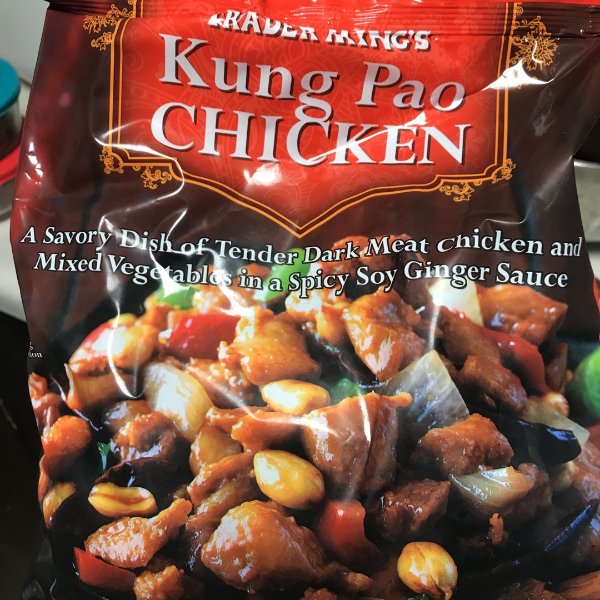 TRADER MING'S
Kung Pao
CHICKEN
A Savory Dish of Tender Dark Meat Chicken and
Mixed Vegetables in a Spicy Soy Ginger Sauce